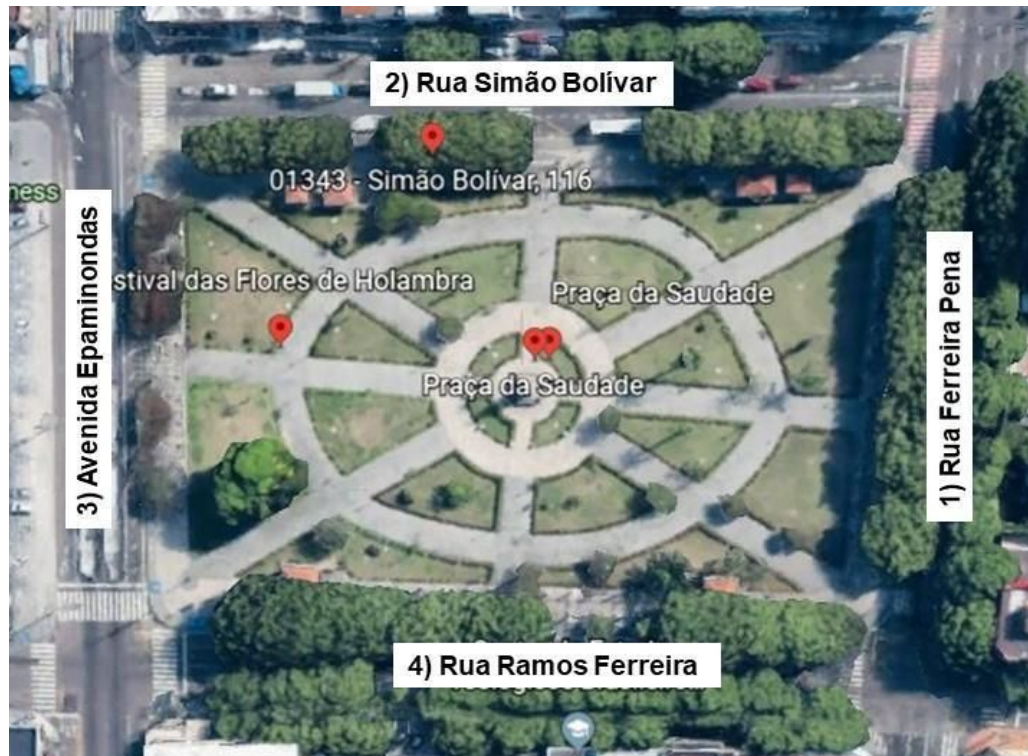 2) Rua Simão Bolívar
01343 - Simão Bolívar, 116
ness
3) Avenida Epaminondas
stival das Flores de Holambra
Praça da Saudade
Praça da Saudade
1) Rua Ferreira Pena
4) Rua Ramos Ferreira